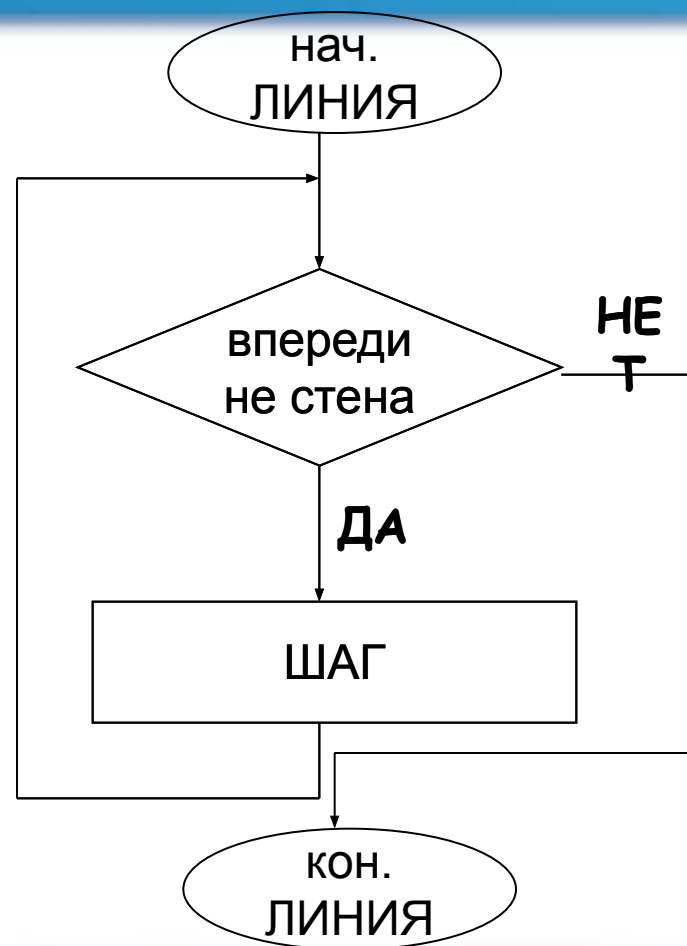 нач.
ЛИНИЯ
впереди
не стена
НЕ
Т
ДА
ШАГ
кон.
ЛИНИЯ